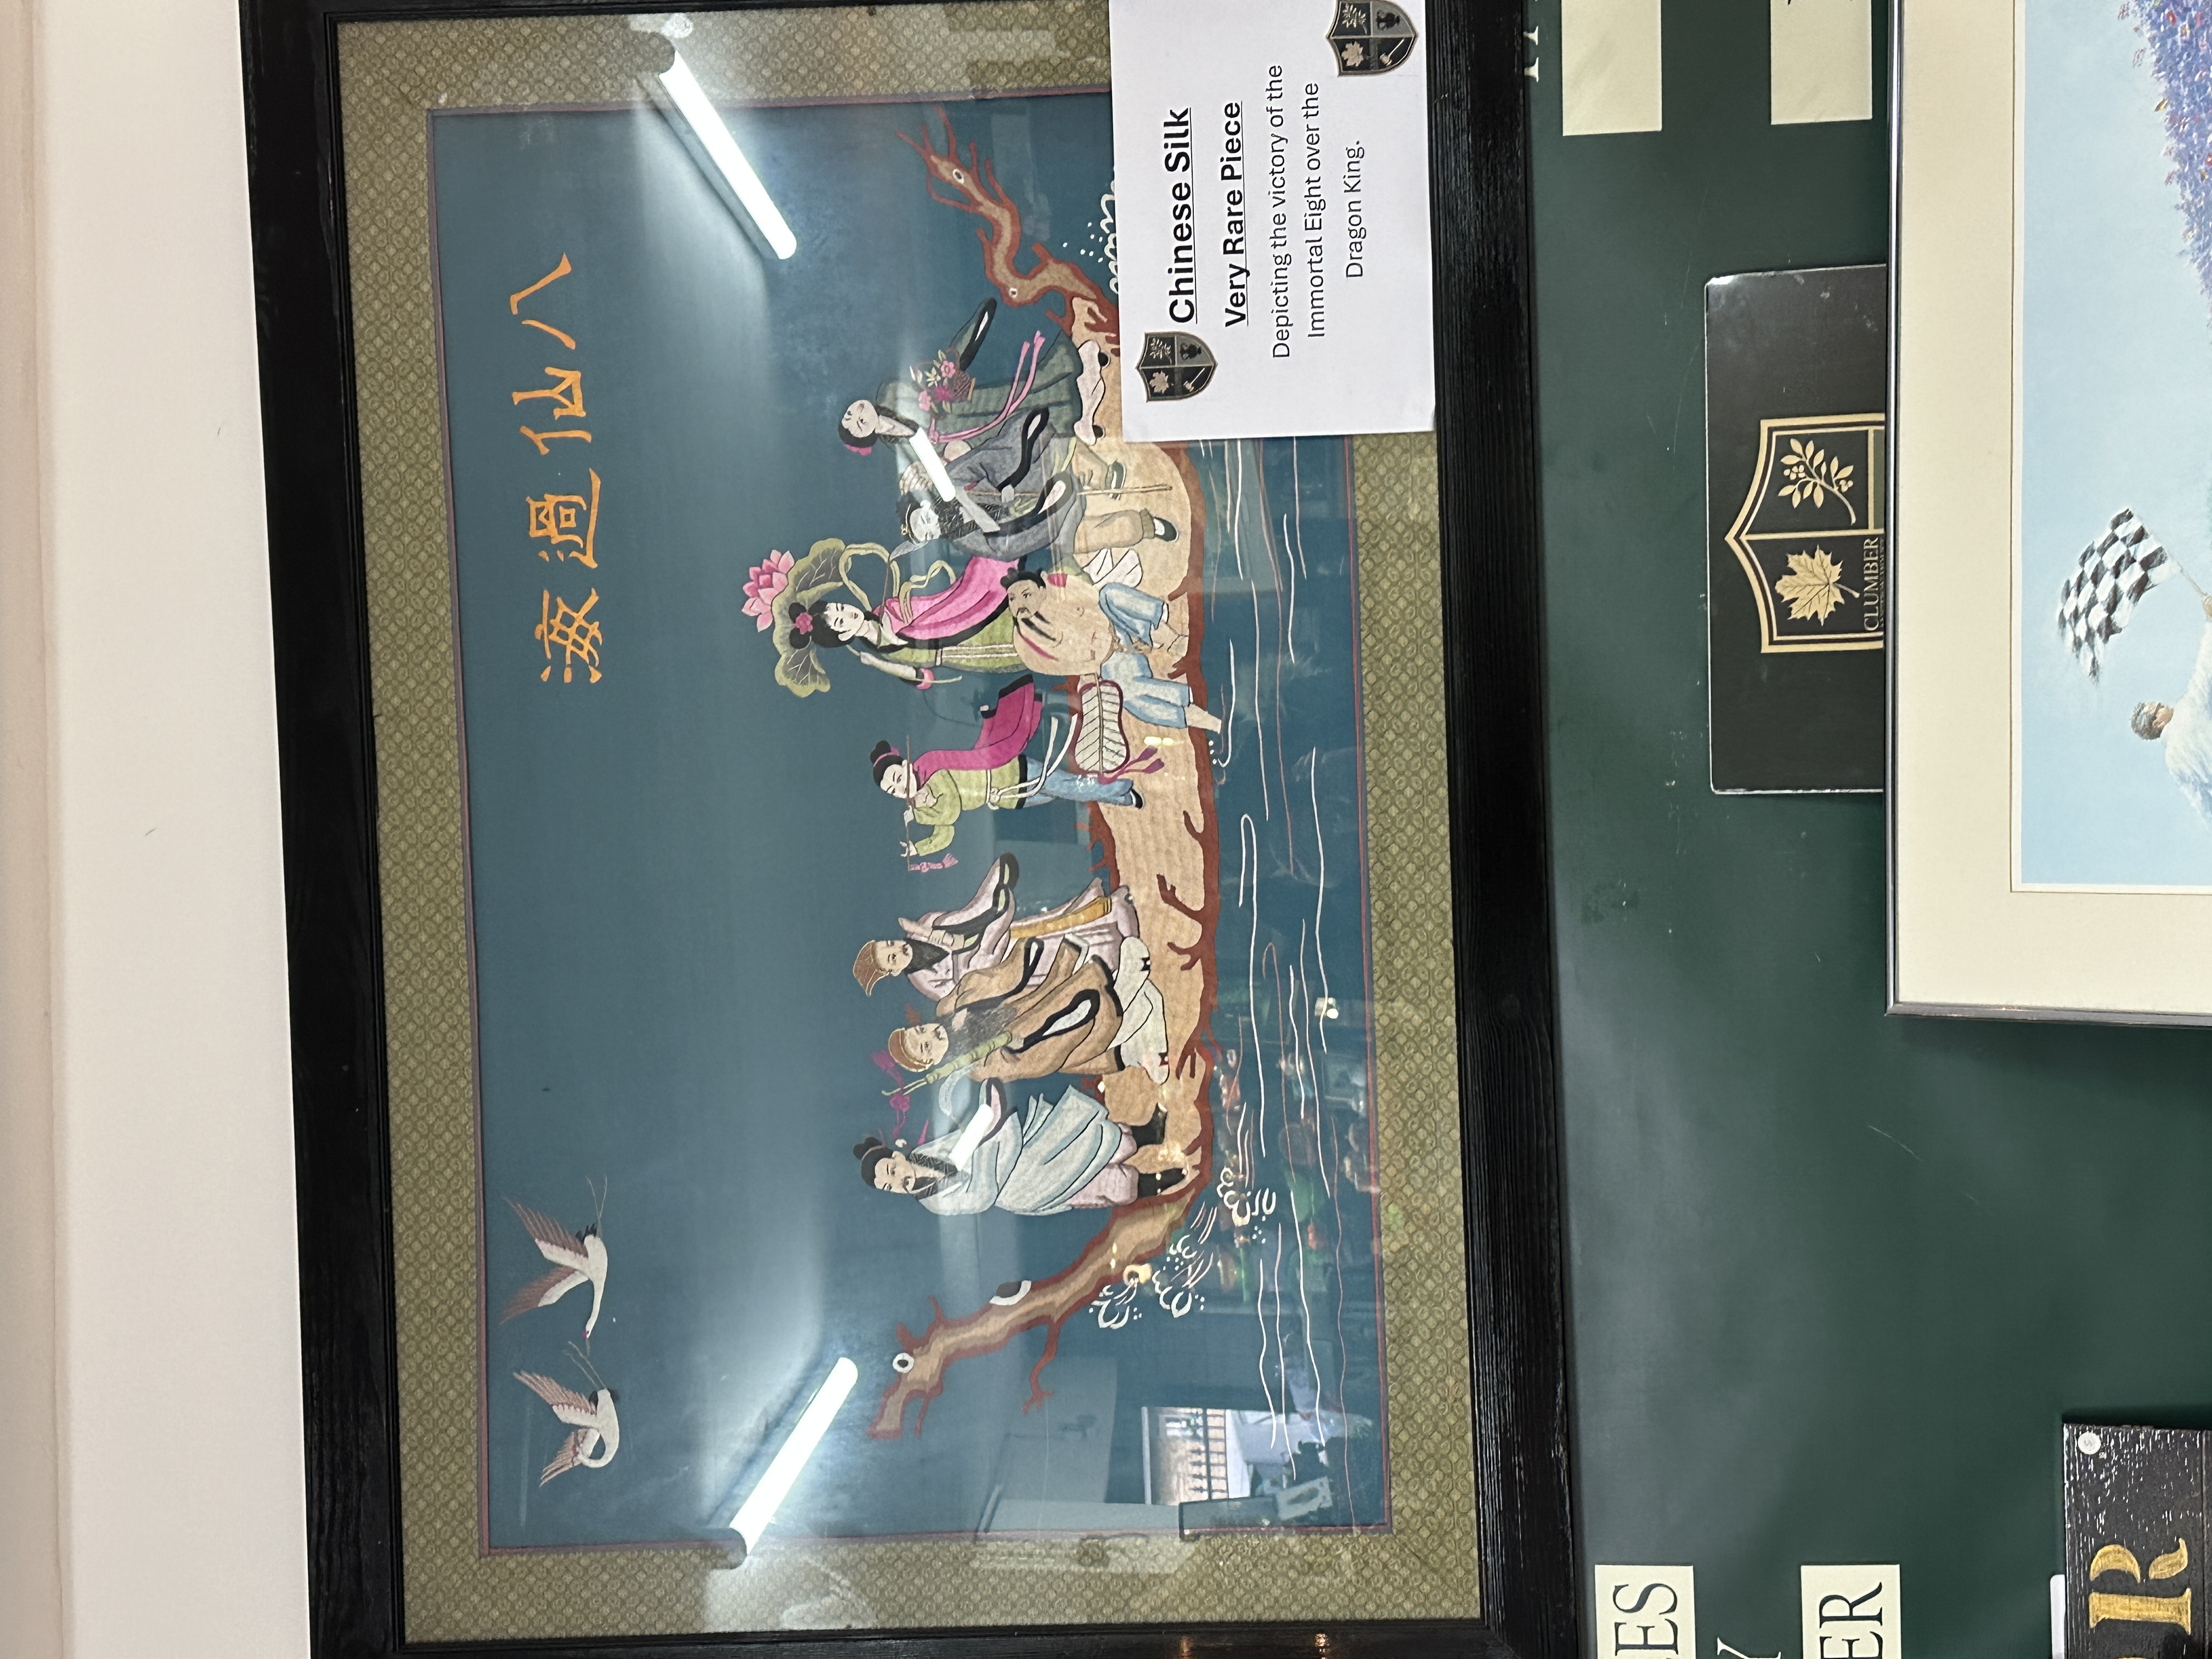 八仙過海
Chinese Silk
Very Rare Piece
Depicting the victory of the
Immortal Eight over the
Dragon King.
CLUMBER